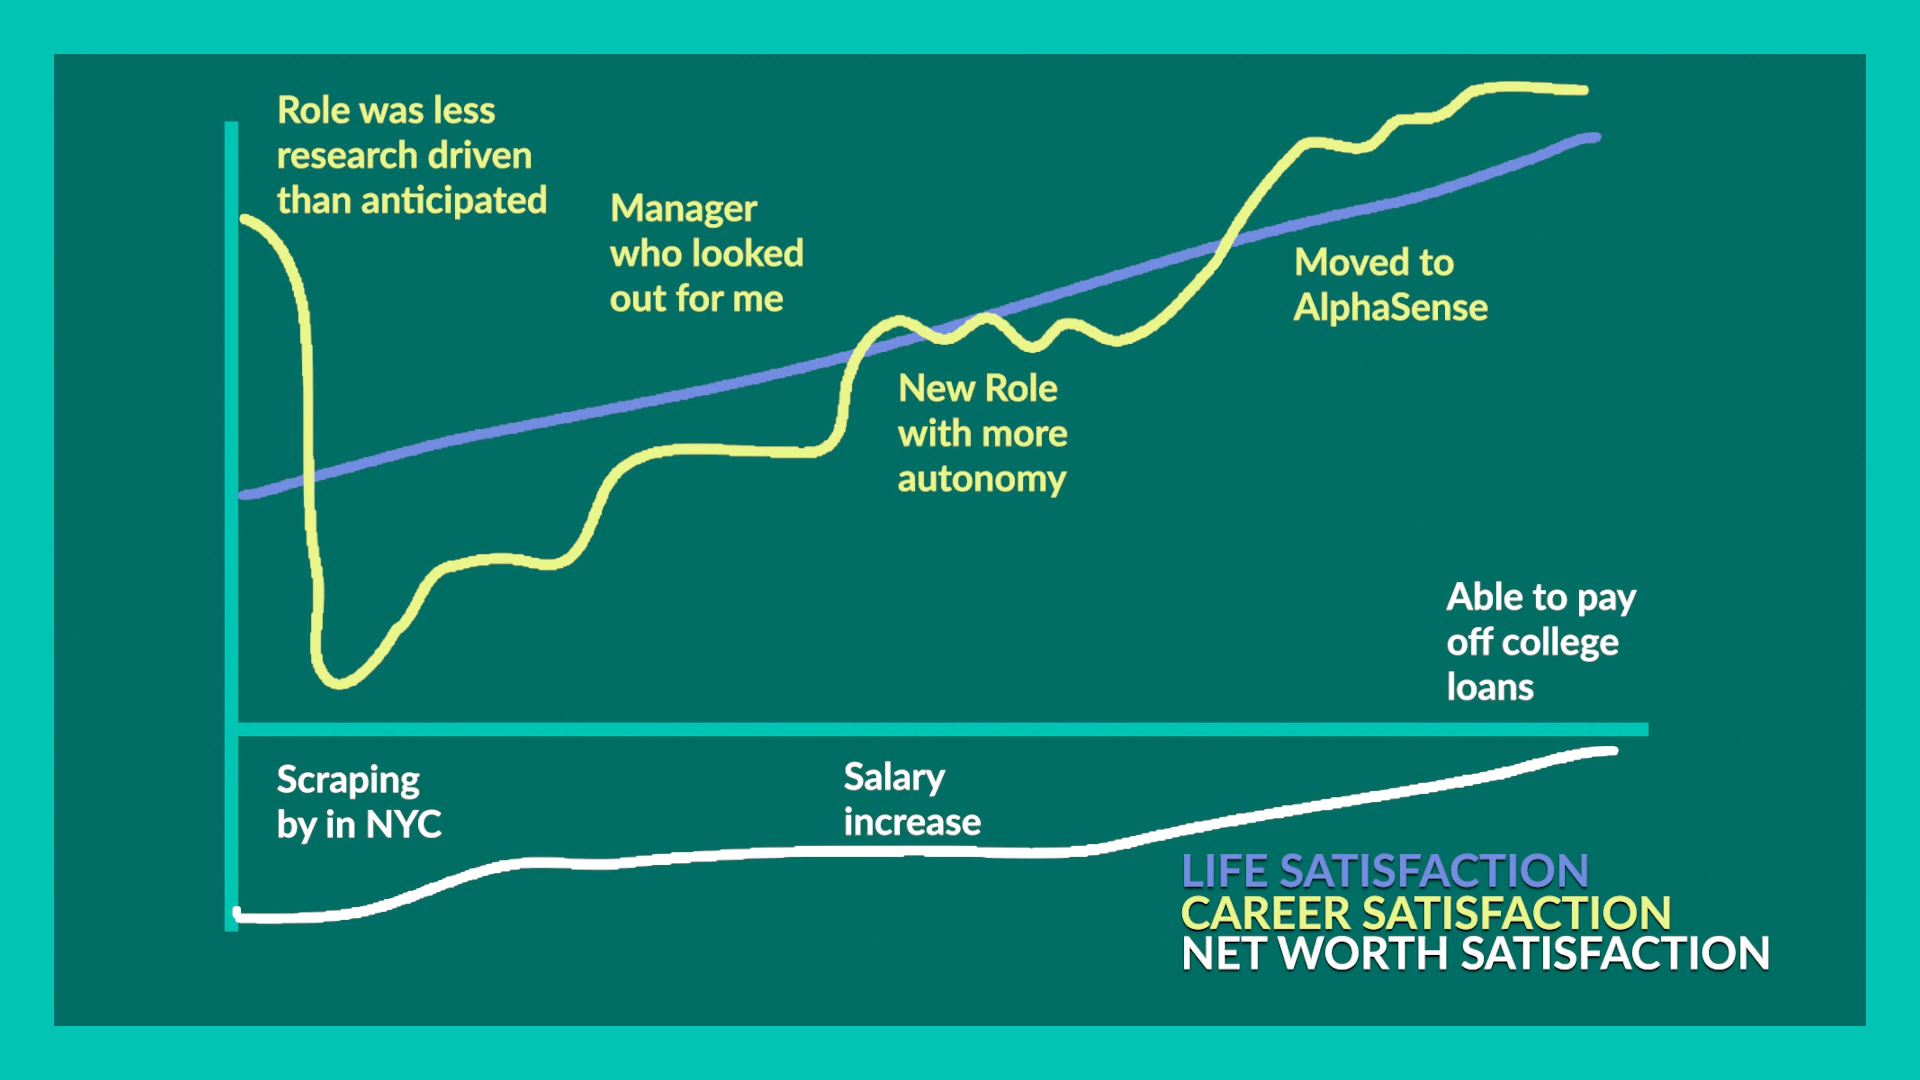 Role was less
research driven
than anticipated
Manager
who looked
out for me
New Role
with more
autonomy
Moved to
AlphaSense
Able to pay
off college
loans
Scraping
by in NYC
Salary
increase
LIFE SATISFACTION
CAREER SATISFACTION
NET WORTH SATISFACTION